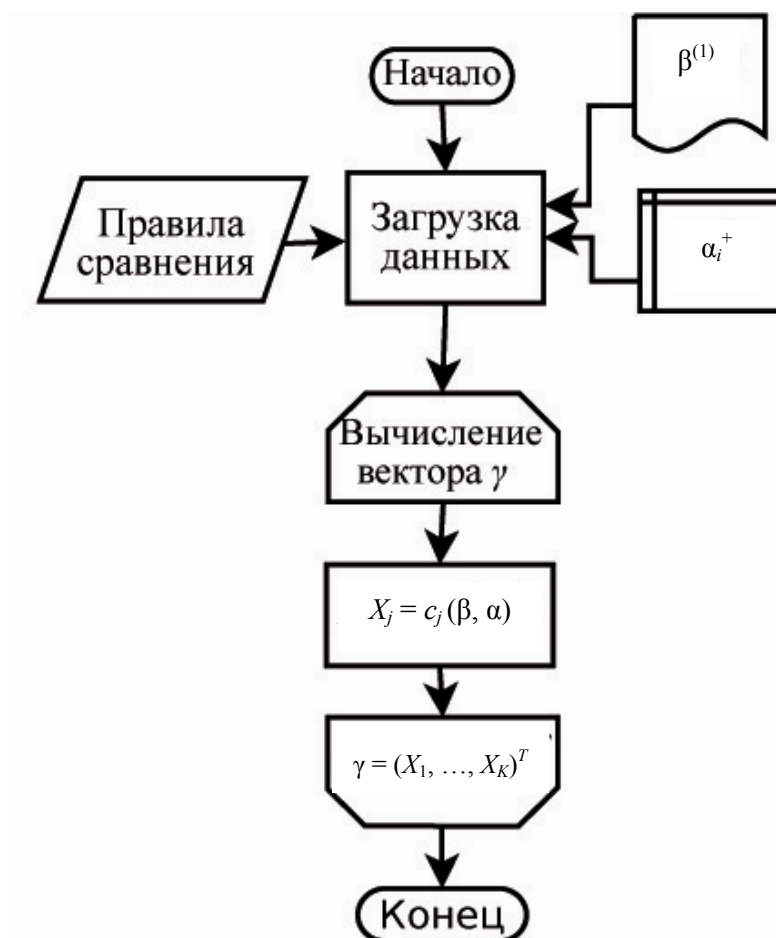 Начало
β⁽¹⁾
Правила
сравнения
Загрузка
данных
αᵢ⁺
Вычисление
вектора γ
Xⱼ = cⱼ (β, α)
γ = (X₁, …, X_K)ᵀ
Конец